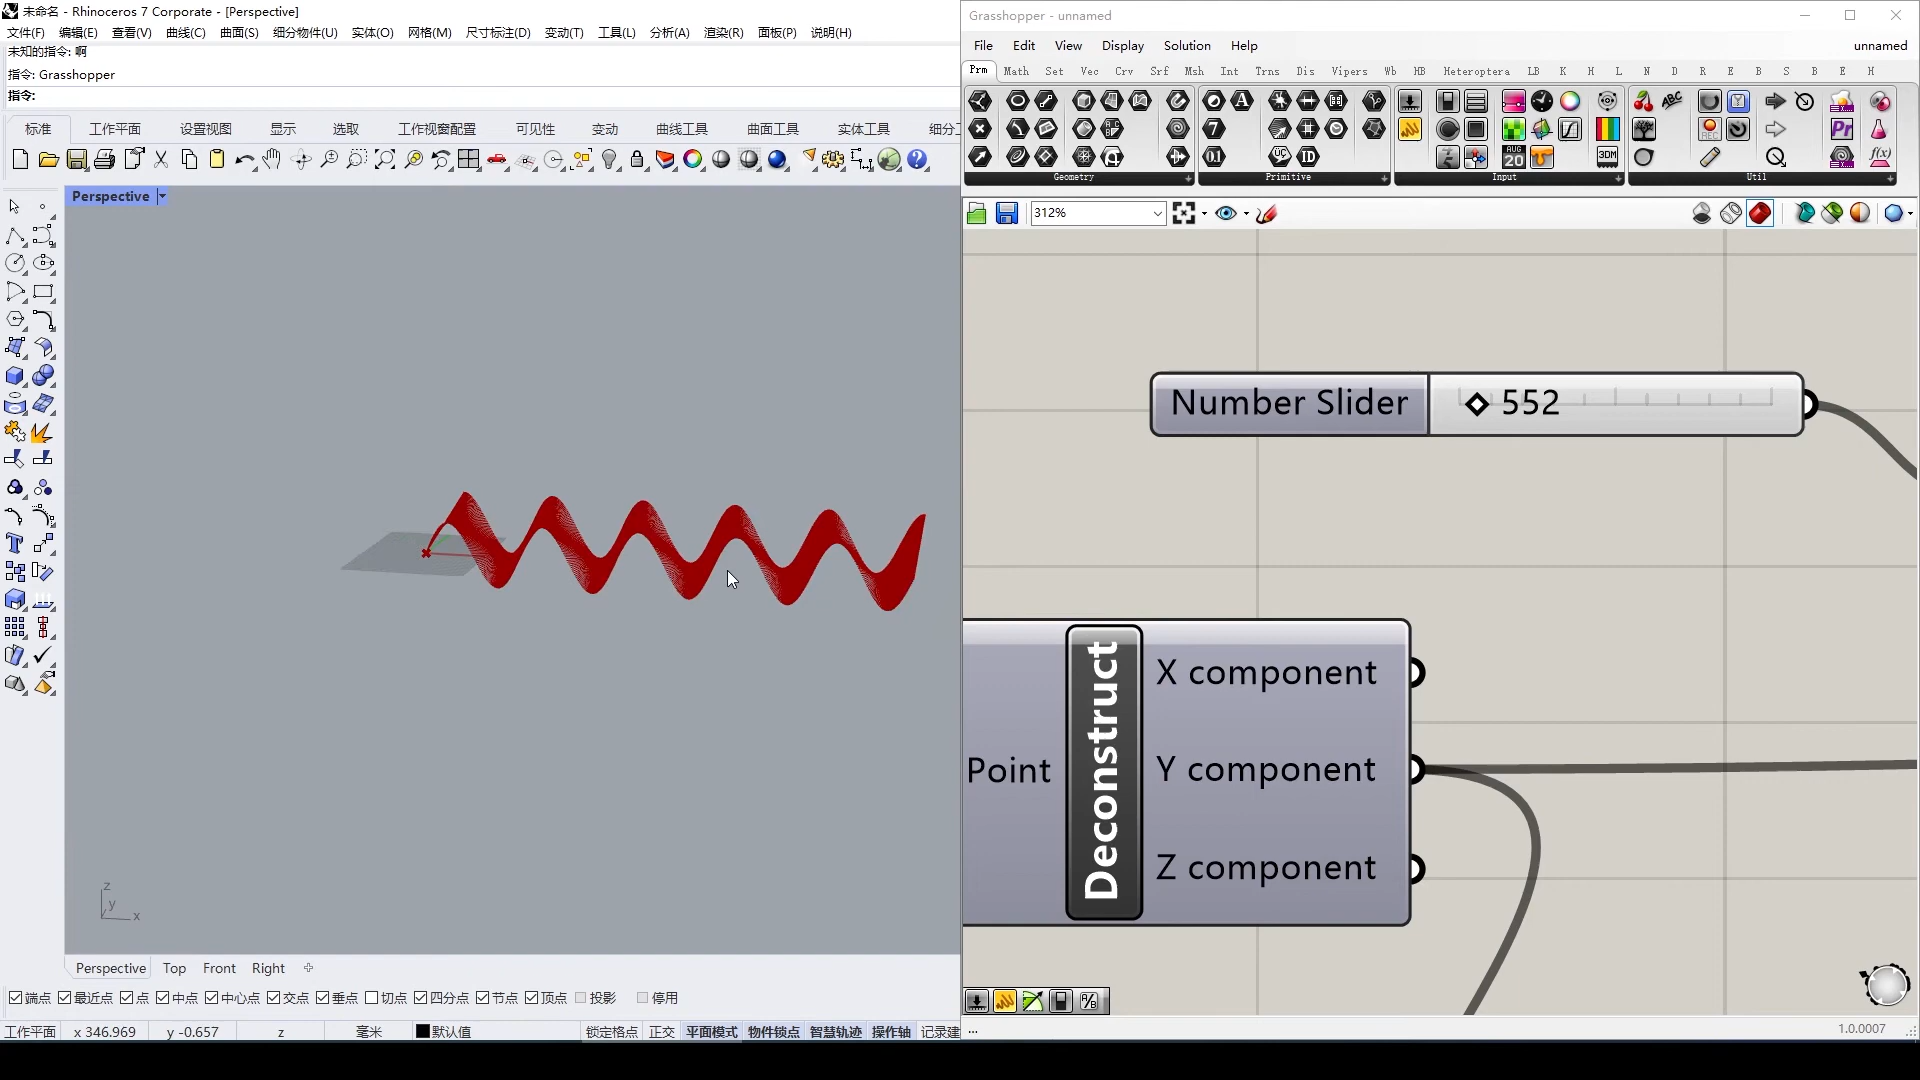 未命名 - Rhinoceros 7 Corporate - [Perspective]
文件(F) 编辑(E) 查看(V) 曲线(C) 曲面(S) 细分物件(U) 实体(O) 网格(M) 尺寸标注(D) 变动(T) 工具(L) 分析(A) 渲染(R) 面板(P) 说明(H)
未知的指令: 啊
指令: Grasshopper
指令:
标准 工作平面 设置视图 显示 选取 工作视窗配置 可见性 变动 曲线工具 曲面工具 实体工具 细分工
Perspective
z
y
x
Perspective Top Front Right
端点 最近点 点 中点 中心点 交点 垂点 切点 四分点 节点 顶点 投影 停用
工作平面 x 346.969 y -0.657 z 毫米 默认值 锁定格点 正交 平面模式 物件锁点 智慧轨迹 操作轴 记录建
Grasshopper - unnamed
File Edit View Display Solution Help unnamed
Prm Math Set Vec Crv Srf Msh Int Trns Dis Vipers Wb HB Heteroptera LB K H L N D R E B S B E H
Geometry Primitive Input Util
312%
Number Slider 552
Point
Deconstruct
X component
Y component
Z component
...
1.0.0007